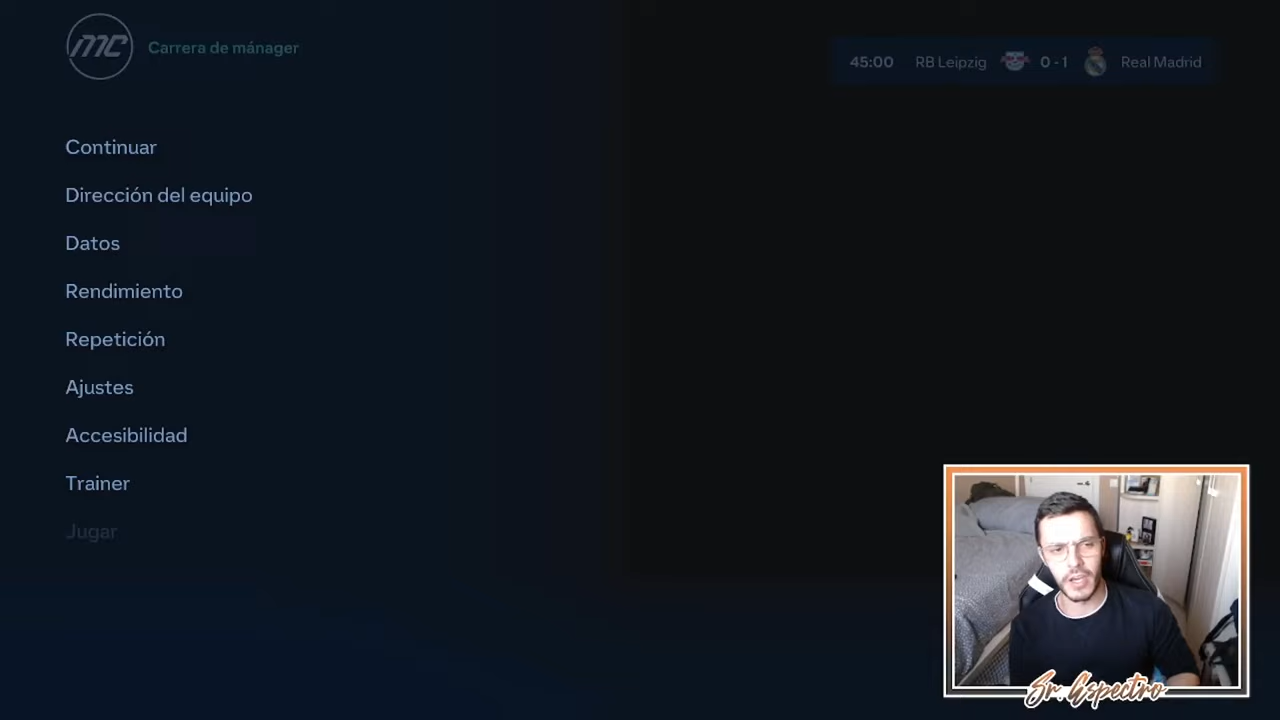 MC
Carrera de mánager
45:00 RB Leipzig 0 - 1 Real Madrid
Continuar
Dirección del equipo
Datos
Rendimiento
Repetición
Ajustes
Accesibilidad
Trainer
Jugar
Sr. Espectro